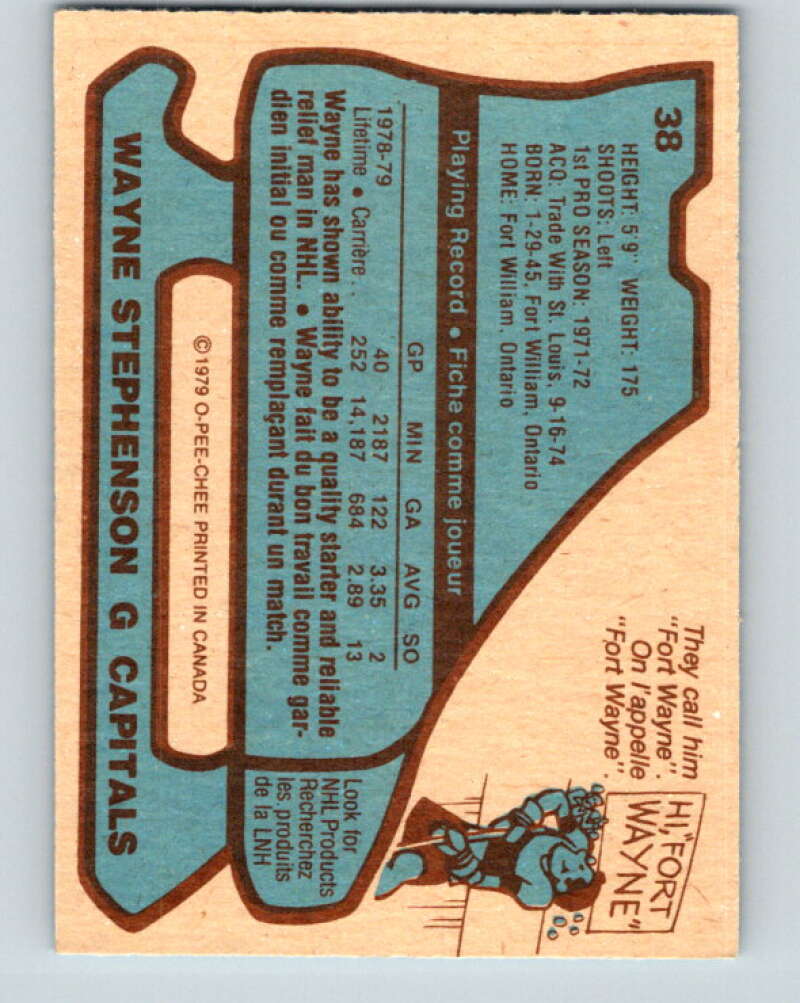 38
HEIGHT: 5'9" WEIGHT: 175
SHOOTS: Left
1st PRO SEASON: 1971-72
ACQ: Trade With St. Louis, 9-16-74
BORN: 1-29-45, Fort William, Ontario
HOME: Fort William, Ontario
They call him
"Fort Wayne".
On l'appelle
"Fort Wayne".
HI, "FORT
WAYNE"
Playing Record • Fiche comme joueur
GP MIN GA AVG SO
1978-79 40 2187 122 3.35 2
Lifetime • Carrière . . 252 14,187 684 2.89 13
Wayne has shown ability to be a quality starter and reliable
relief man in NHL. • Wayne fait du bon travail comme gar-
dien initial ou comme remplaçant durant un match.
Look for
NHL Products
Recherchez
les produits
de la LNH
©1979 O-PEE-CHEE PRINTED IN CANADA
WAYNE STEPHENSON G CAPITALS